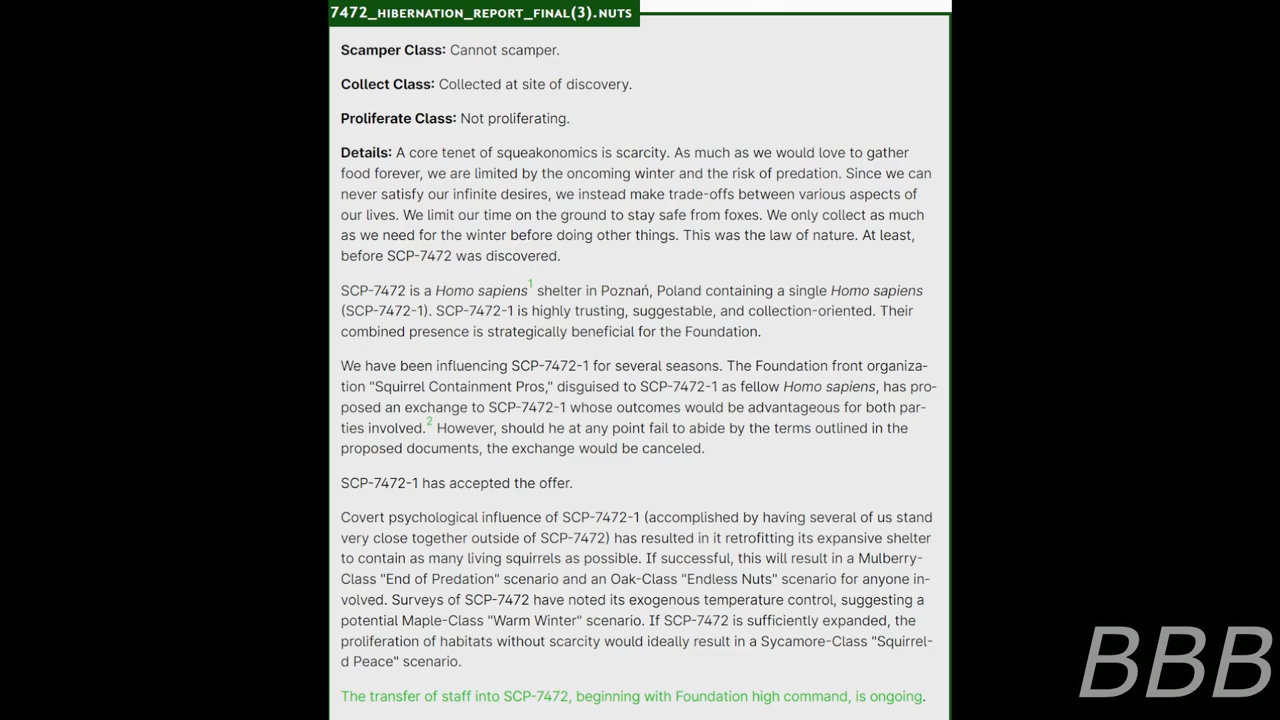 7472_HIBERNATION_REPORT_FINAL(3).NUTS
Scamper Class: Cannot scamper.
Collect Class: Collected at site of discovery.
Proliferate Class: Not proliferating.
Details: A core tenet of squeakonomics is scarcity. As much as we would love to gather
food forever, we are limited by the oncoming winter and the risk of predation. Since we can
never satisfy our infinite desires, we instead make trade-offs between various aspects of
our lives. We limit our time on the ground to stay safe from foxes. We only collect as much
as we need for the winter before doing other things. This was the law of nature. At least,
before SCP-7472 was discovered.
SCP-7472 is a Homo sapiens1 shelter in Poznań, Poland containing a single Homo sapiens
(SCP-7472-1). SCP-7472-1 is highly trusting, suggestable, and collection-oriented. Their
combined presence is strategically beneficial for the Foundation.
We have been influencing SCP-7472-1 for several seasons. The Foundation front organiza-
tion "Squirrel Containment Pros," disguised to SCP-7472-1 as fellow Homo sapiens, has pro-
posed an exchange to SCP-7472-1 whose outcomes would be advantageous for both par-
ties involved.2 However, should he at any point fail to abide by the terms outlined in the
proposed documents, the exchange would be canceled.
SCP-7472-1 has accepted the offer.
Covert psychological influence of SCP-7472-1 (accomplished by having several of us stand
very close together outside of SCP-7472) has resulted in it retrofitting its expansive shelter
to contain as many living squirrels as possible. If successful, this will result in a Mulberry-
Class "End of Predation" scenario and an Oak-Class "Endless Nuts" scenario for anyone in-
volved. Surveys of SCP-7472 have noted its exogenous temperature control, suggesting a
potential Maple-Class "Warm Winter" scenario. If SCP-7472 is sufficiently expanded, the
proliferation of habitats without scarcity would ideally result in a Sycamore-Class "Squirrel-
d Peace" scenario.
The transfer of staff into SCP-7472, beginning with Foundation high command, is ongoing.
BBB